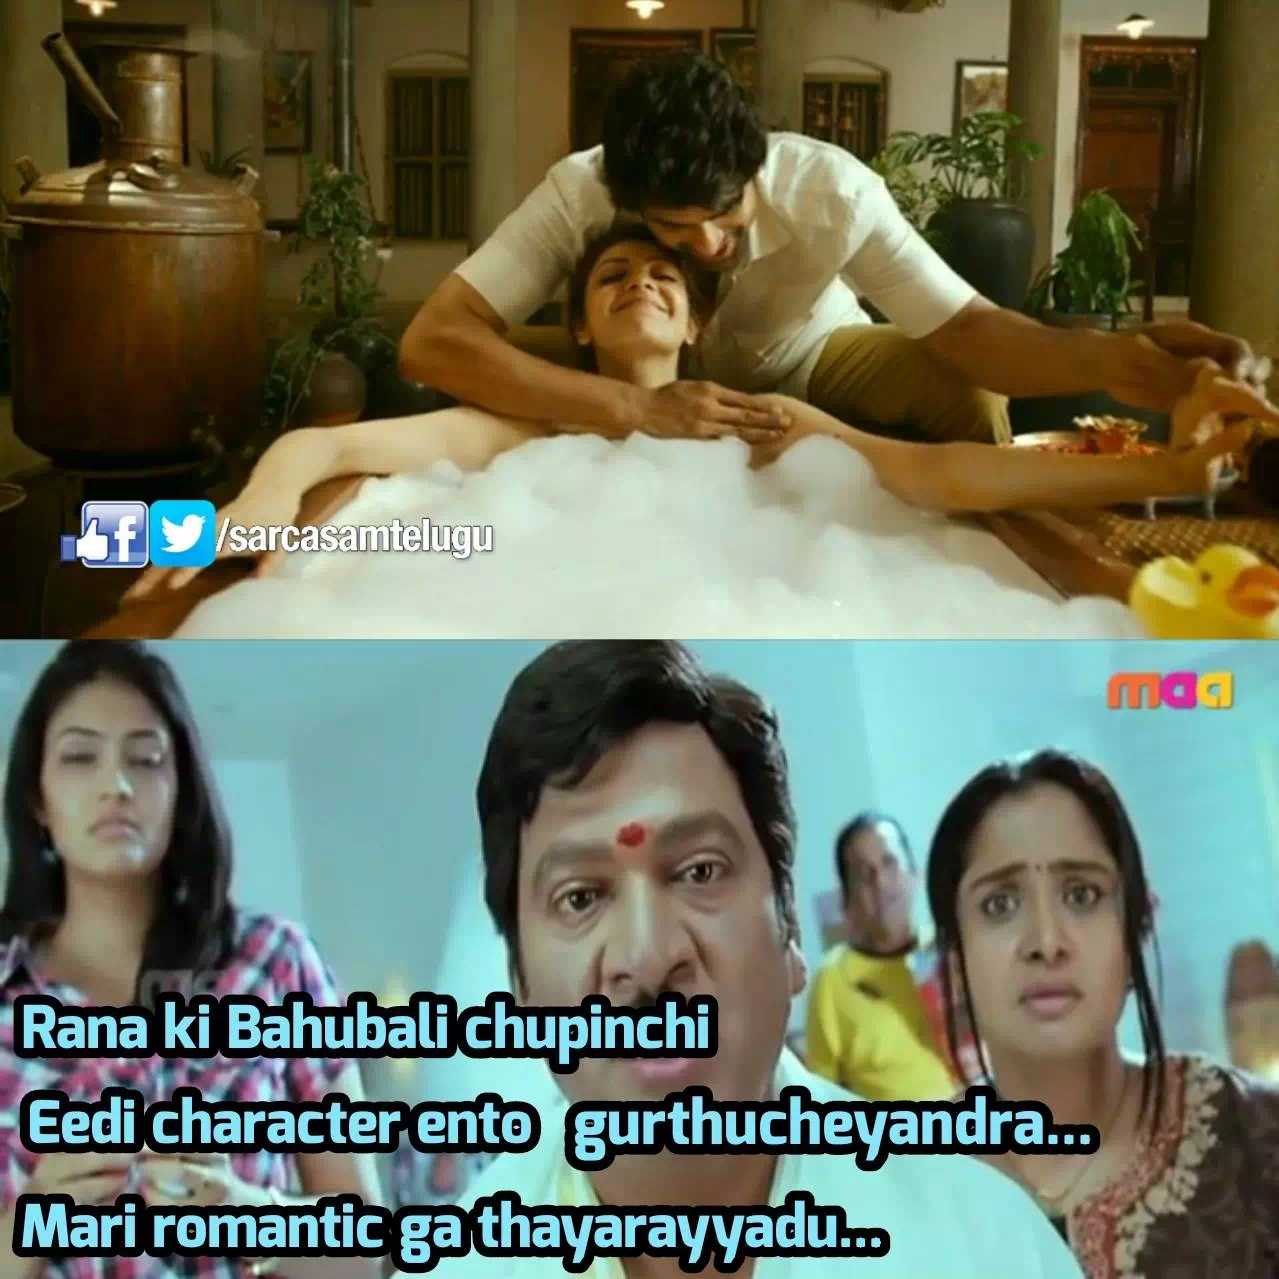 /sarcasamtelugu
maa
Rana ki Bahubali chupinchi
Eedi character ento gurthucheyandra...
Mari romantic ga thayarayyadu...